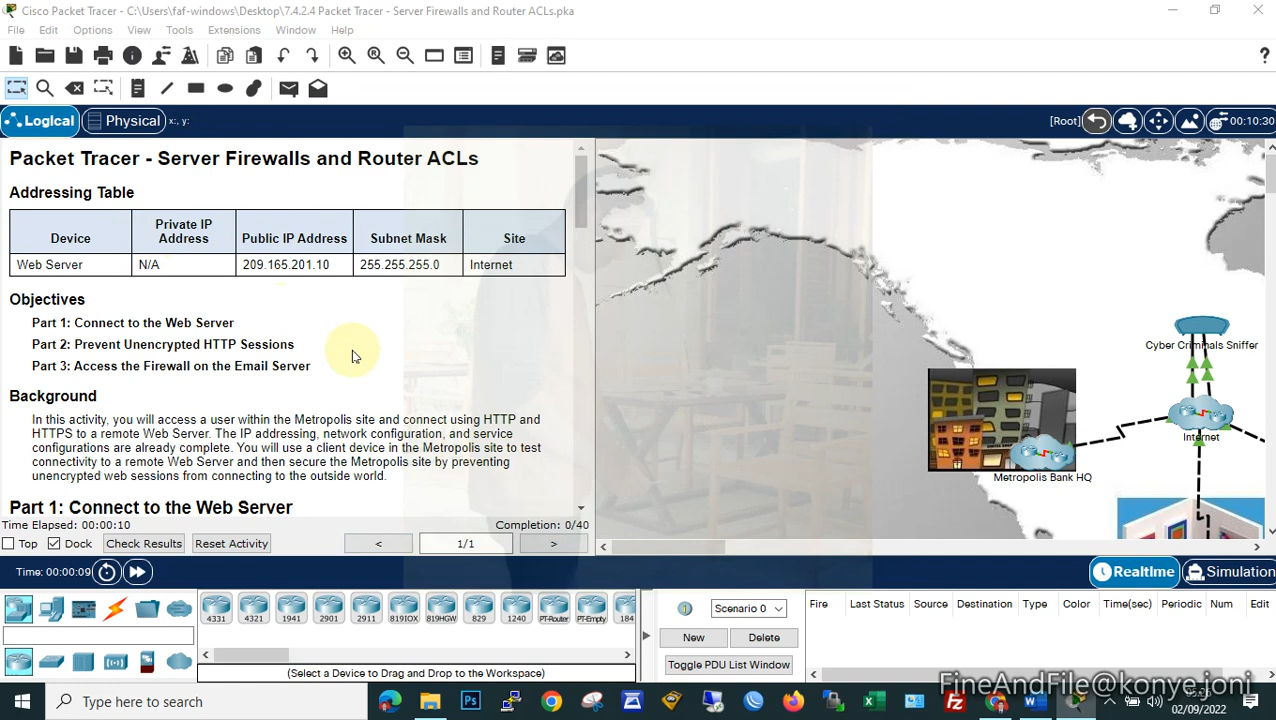 Cisco Packet Tracer - C:\Users\faf-windows\Desktop\7.4.2.4 Packet Tracer - Server Firewalls and Router ACLs.pka
File Edit Options View Tools Extensions Window Help
Logical Physical x:, y: [Root] 00:10:30
Packet Tracer - Server Firewalls and Router ACLs
Addressing Table
Device Private IP Address Public IP Address Subnet Mask Site
Web Server N/A 209.165.201.10 255.255.255.0 Internet
Objectives
Part 1: Connect to the Web Server
Part 2: Prevent Unencrypted HTTP Sessions
Part 3: Access the Firewall on the Email Server
Background
In this activity, you will access a user within the Metropolis site and connect using HTTP and
HTTPS to a remote Web Server. The IP addressing, network configuration, and service
configurations are already complete. You will use a client device in the Metropolis site to test
connectivity to a remote Web Server and then secure the Metropolis site by preventing
unencrypted web sessions from connecting to the outside world.
Part 1: Connect to the Web Server
Cyber Criminals Sniffer
Internet
Metropolis Bank HQ
Time Elapsed: 00:00:10 Completion: 0/40
Top Dock Check Results Reset Activity < 1/1 >
Time: 00:00:09 Realtime Simulation
4331 4321 1941 2901 2911 819IOX 819HGW 829 1240 PT-Router PT-Empty 184
(Select a Device to Drag and Drop to the Workspace)
Scenario 0
New Delete
Toggle PDU List Window
Fire Last Status Source Destination Type Color Time(sec) Periodic Num Edit
FineAndFile@konye.joni
Type here to search
02/09/2022